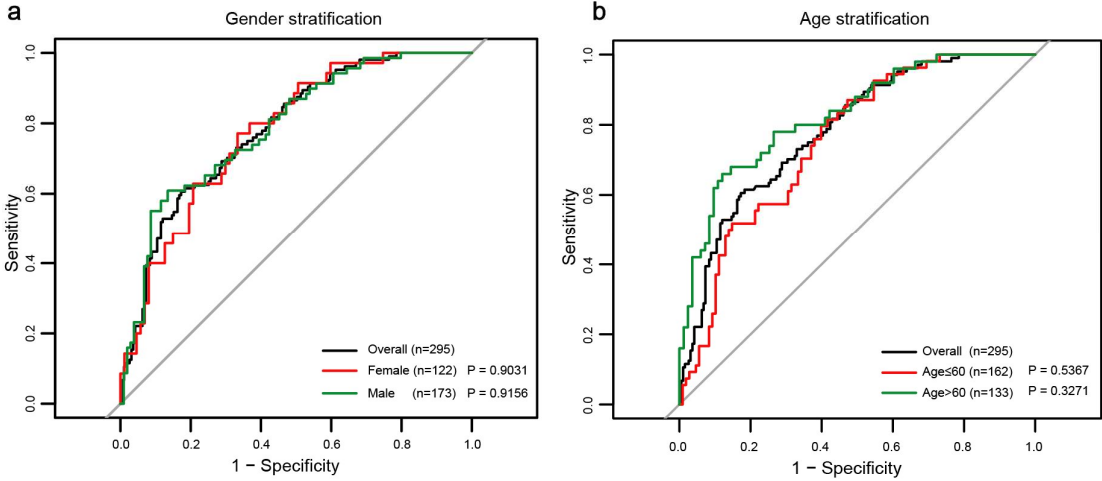 a
Gender stratification
Sensitivity
1.0
0.8
0.6
0.4
0.2
0.0
Overall (n=295)
Female (n=122) P = 0.9031
Male (n=173) P = 0.9156
0.0 0.2 0.4 0.6 0.8 1.0
1 − Specificity
b
Age stratification
Sensitivity
1.0
0.8
0.6
0.4
0.2
0.0
Overall (n=295)
Age≤60 (n=162) P = 0.5367
Age>60 (n=133) P = 0.3271
0.0 0.2 0.4 0.6 0.8 1.0
1 − Specificity